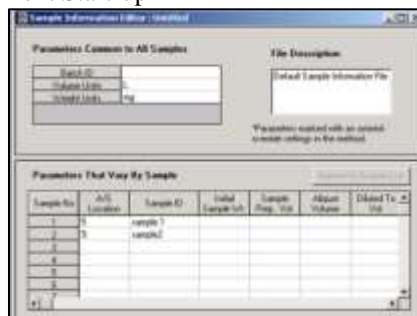 Sample Information Editor - Untitled
Parameters Common to All Samples
File Description
Batch ID
Volume Units L
Weight Units mg
Default Sample Information File
*Parameters marked with an asterisk
override settings in the method.
Parameters That Vary By Sample
Sample No A/S Location Sample ID Initial Sample Wt. Sample Prep. Vol. Aliquot Volume Diluted To Vol.
1 sample 1
2 sample2
3
4
5
6
7